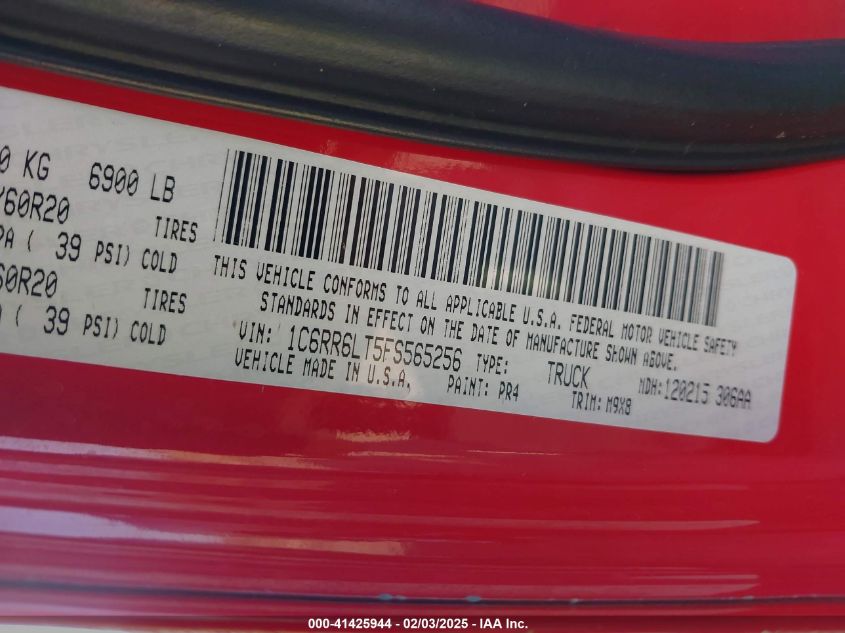 0 KG 6900 LB
60R20 TIRES
PA ( 39 PSI) COLD
60R20 TIRES
( 39 PSI) COLD
THIS VEHICLE CONFORMS TO ALL APPLICABLE U.S.A. FEDERAL MOTOR VEHICLE SAFETY
STANDARDS IN EFFECT ON THE DATE OF MANUFACTURE SHOWN ABOVE.
VIN: 1C6RR6LT5FS565256 TYPE: TRUCK MDH: 120215 306AA
VEHICLE MADE IN U.S.A. PAINT: PR4 TRIM: M9X8
000-41425944 - 02/03/2025 - IAA Inc.